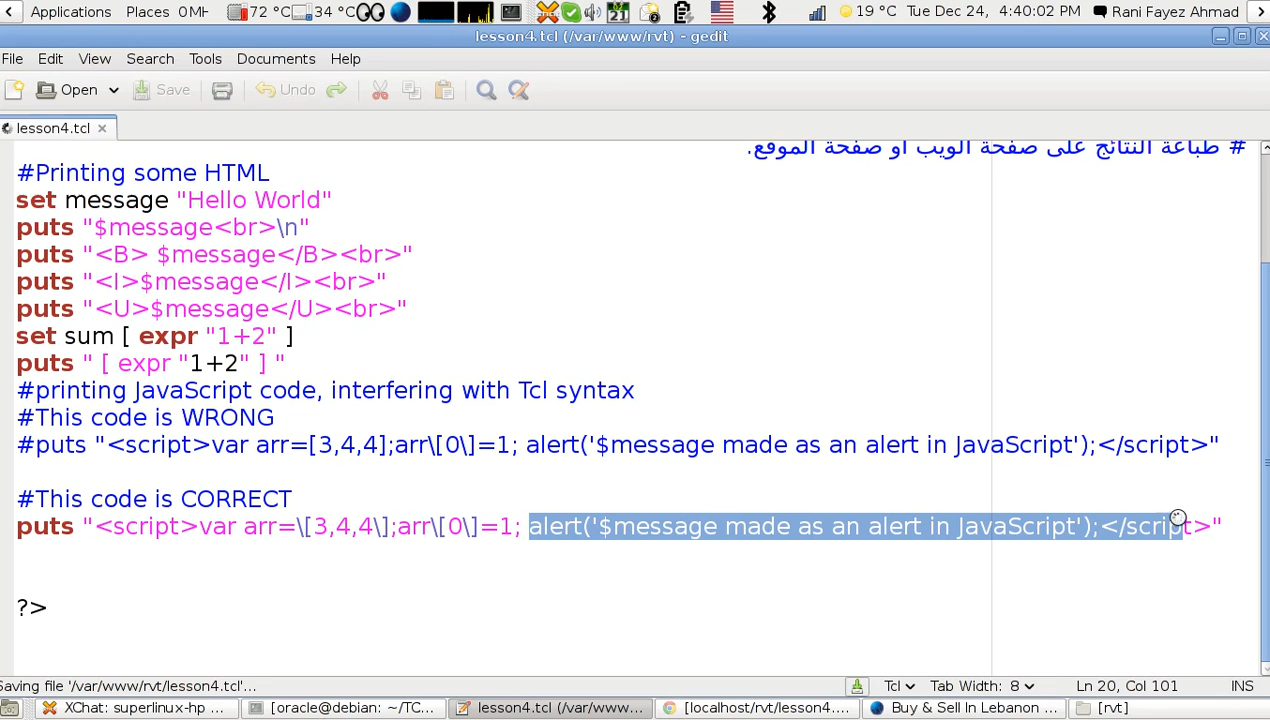 Applications Places 0 MH 72 °C 34 °C 21 2 19 °C Tue Dec 24, 4:40:02 PM Rani Fayez Ahmad
lesson4.tcl (/var/www/rvt) - gedit
File Edit View Search Tools Documents Help
Open Save Undo
lesson4.tcl
# طباعة النتائج على صفحة الويب او صفحة الموقع.
#Printing some HTML
set message "Hello World"
puts "$message<br>\n"
puts "<B> $message</B><br>"
puts "<I>$message</I><br>"
puts "<U>$message</U><br>"
set sum [ expr "1+2" ]
puts " [ expr "1+2" ] "
#printing JavaScript code, interfering with Tcl syntax
#This code is WRONG
#puts "<script>var arr=[3,4,4];arr\[0\]=1; alert('$message made as an alert in JavaScript');</script>"
#This code is CORRECT
puts "<script>var arr=\[3,4,4\];arr\[0\]=1; alert('$message made as an alert in JavaScript');</script>"
?>
Saving file '/var/www/rvt/lesson4.tcl'... Tcl Tab Width: 8 Ln 20, Col 101 INS
XChat: superlinux-hp ... [oracle@debian: ~/TC... lesson4.tcl (/var/www... [localhost/rvt/lesson4.... Buy & Sell In Lebanon ... [rvt]